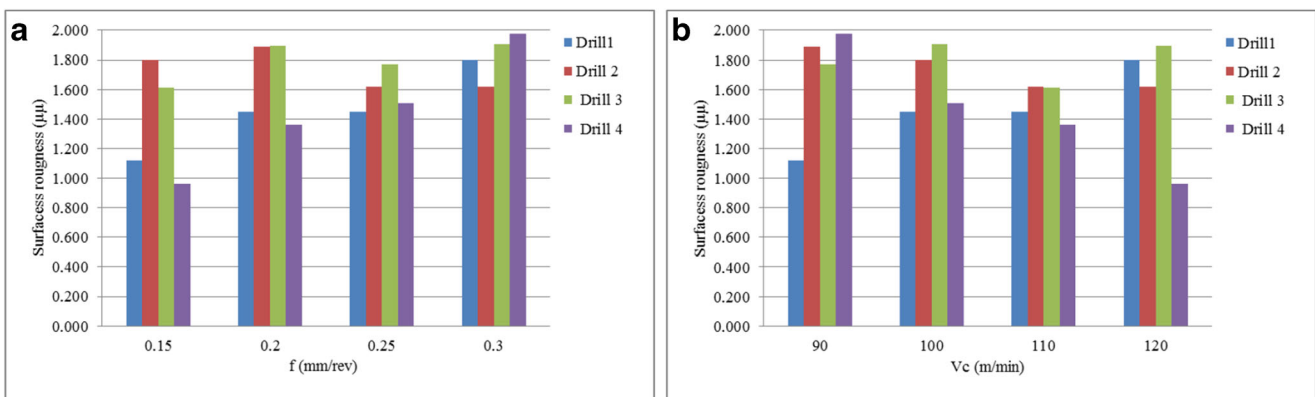 a
Surfacess rougness (µµ)
2.000
1.800
1.600
1.400
1.200
1.000
0.800
0.600
0.400
0.200
0.000
0.15 0.2 0.25 0.3
f (mm/rev)
Drill1
Drill 2
Drill 3
Drill 4
b
Surfacess rougness (µµ)
2.000
1.800
1.600
1.400
1.200
1.000
0.800
0.600
0.400
0.200
0.000
90 100 110 120
Vc (m/min)
Drill1
Drill 2
Drill 3
Drill 4